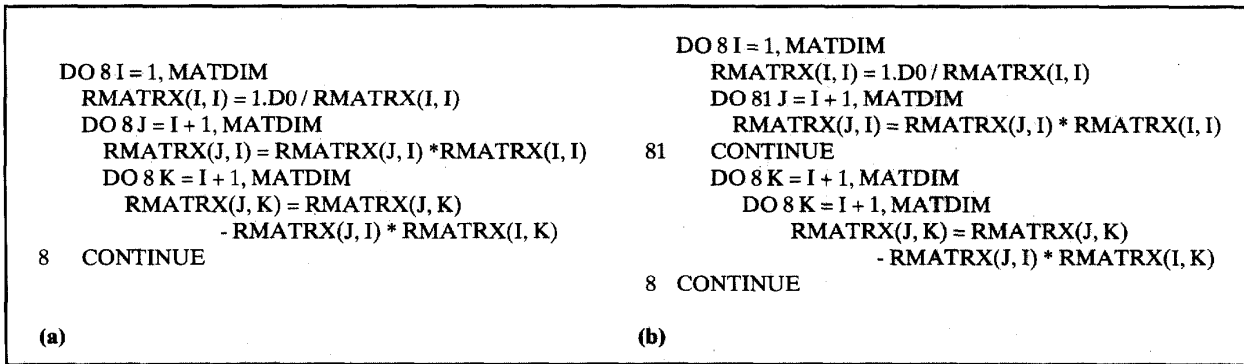 DO 8 I = 1, MATDIM
RMATRX(I, I) = 1.D0 / RMATRX(I, I)
DO 8 J = I + 1, MATDIM
RMATRX(J, I) = RMATRX(J, I) *RMATRX(I, I)
DO 8 K = I + 1, MATDIM
RMATRX(J, K) = RMATRX(J, K)
- RMATRX(J, I) * RMATRX(I, K)
8 CONTINUE
(a)
DO 8 I = 1, MATDIM
RMATRX(I, I) = 1.D0 / RMATRX(I, I)
DO 81 J = I + 1, MATDIM
RMATRX(J, I) = RMATRX(J, I) * RMATRX(I, I)
81 CONTINUE
DO 8 K = I + 1, MATDIM
DO 8 K = I + 1, MATDIM
RMATRX(J, K) = RMATRX(J, K)
- RMATRX(J, I) * RMATRX(I, K)
8 CONTINUE
(b)